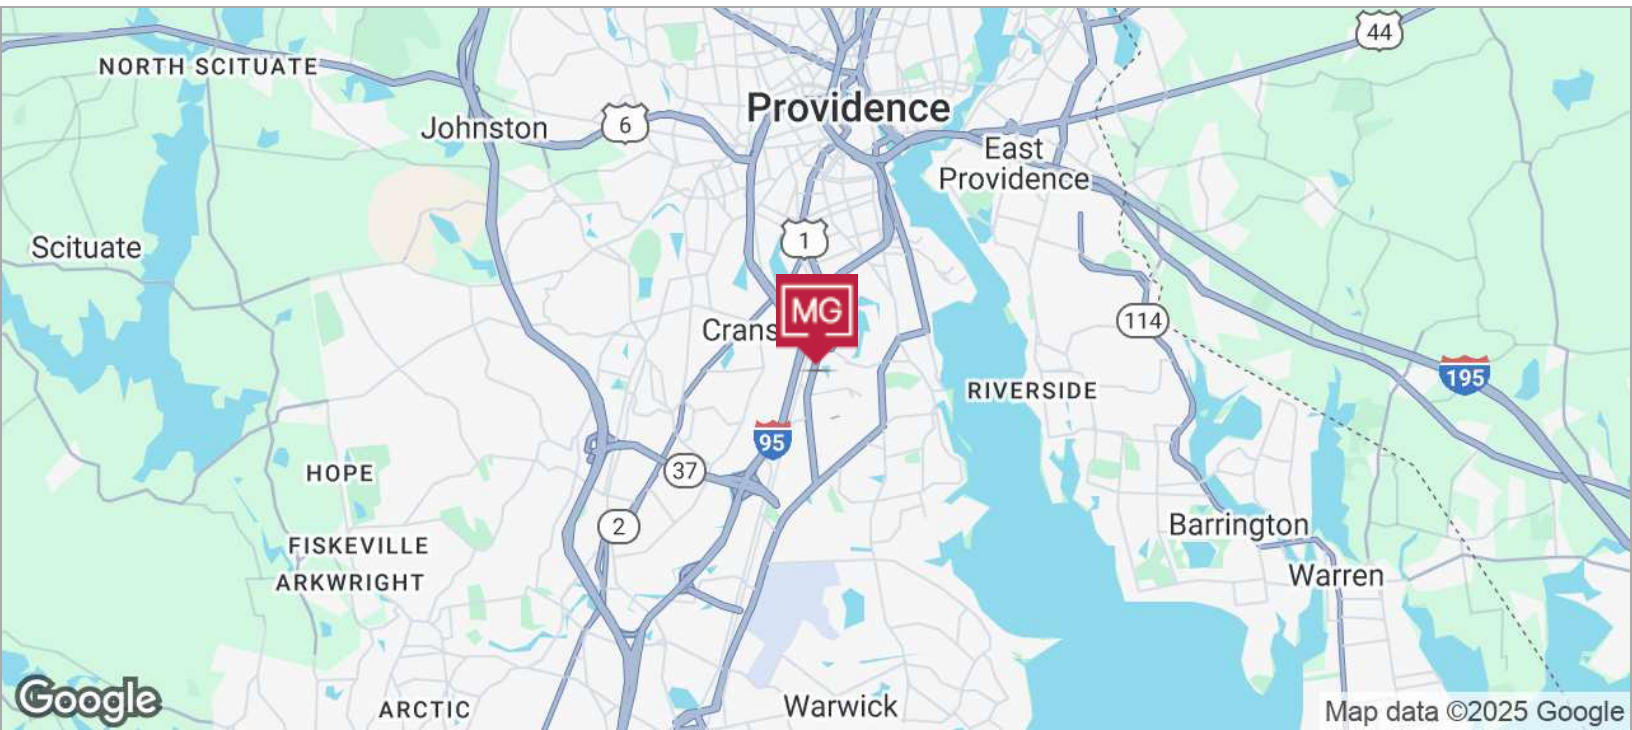 44
NORTH SCITUATE
Providence
6
Johnston
East
Providence
Scituate
1
MG
Crans
114
195
RIVERSIDE
95
37
HOPE
2
Barrington
FISKEVILLE
Warren
ARKWRIGHT
Google
ARCTIC
Warwick
Map data ©2025 Google